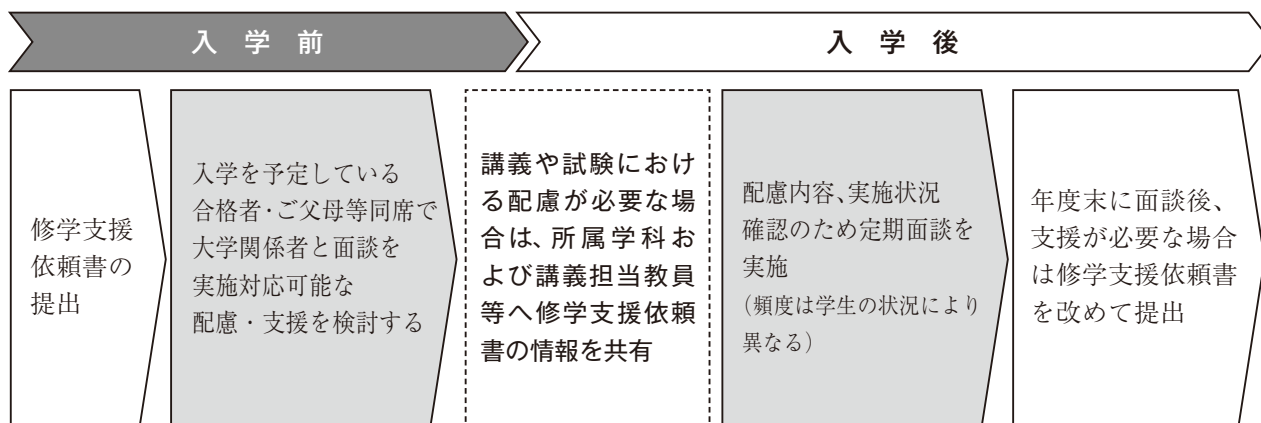 入学前
入学後
修学支援
依頼書の
提出
入学を予定している
合格者・ご父母等同席で
大学関係者と面談を
実施対応可能な
配慮・支援を検討する
講義や試験におけ
る配慮が必要な場
合は、所属学科お
よび講義担当教員
等へ修学支援依頼
書の情報を共有
配慮内容、実施状況
確認のため定期面談を
実施
(頻度は学生の状況により
異なる)
年度末に面談後、
支援が必要な場合
は修学支援依頼書
を改めて提出